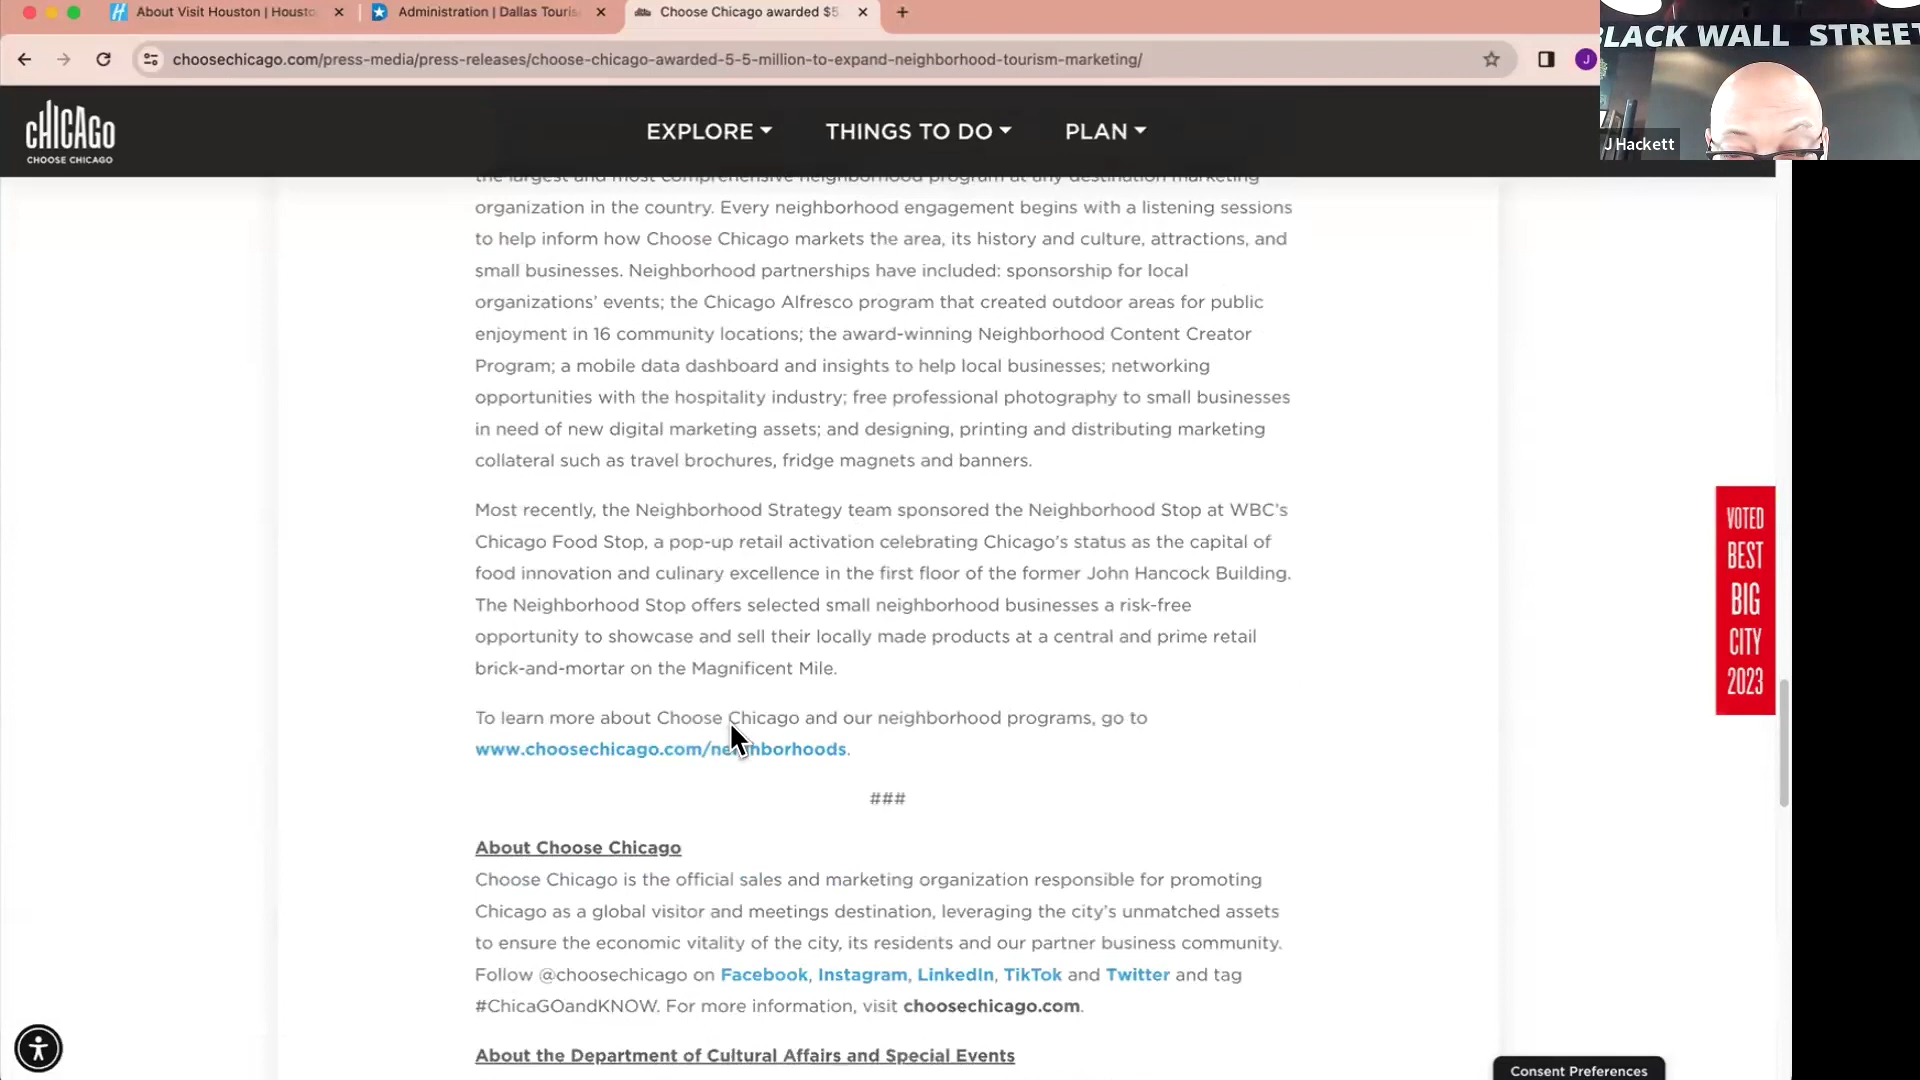 About Visit Houston | Housto
Administration | Dallas Touris
Choose Chicago awarded $5
choosechicago.com/press-media/press-releases/choose-chicago-awarded-5-5-million-to-expand-neighborhood-tourism-marketing/
J
BLACK WALL STREET
J Hackett
CHICAGO
CHOOSE CHICAGO
EXPLORE
THINGS TO DO
PLAN
the largest and most comprehensive neighborhood program at any destination marketing
organization in the country. Every neighborhood engagement begins with a listening sessions
to help inform how Choose Chicago markets the area, its history and culture, attractions, and
small businesses. Neighborhood partnerships have included: sponsorship for local
organizations’ events; the Chicago Alfresco program that created outdoor areas for public
enjoyment in 16 community locations; the award-winning Neighborhood Content Creator
Program; a mobile data dashboard and insights to help local businesses; networking
opportunities with the hospitality industry; free professional photography to small businesses
in need of new digital marketing assets; and designing, printing and distributing marketing
collateral such as travel brochures, fridge magnets and banners.
Most recently, the Neighborhood Strategy team sponsored the Neighborhood Stop at WBC’s
Chicago Food Stop, a pop-up retail activation celebrating Chicago’s status as the capital of
food innovation and culinary excellence in the first floor of the former John Hancock Building.
The Neighborhood Stop offers selected small neighborhood businesses a risk-free
opportunity to showcase and sell their locally made products at a central and prime retail
brick-and-mortar on the Magnificent Mile.
To learn more about Choose Chicago and our neighborhood programs, go to
www.choosechicago.com/neighborhoods.
###
About Choose Chicago
Choose Chicago is the official sales and marketing organization responsible for promoting
Chicago as a global visitor and meetings destination, leveraging the city’s unmatched assets
to ensure the economic vitality of the city, its residents and our partner business community.
Follow @choosechicago on Facebook, Instagram, LinkedIn, TikTok and Twitter and tag
#ChicaGOandKNOW. For more information, visit choosechicago.com.
About the Department of Cultural Affairs and Special Events
VOTED
BEST
BIG
CITY
2023
Consent Preferences